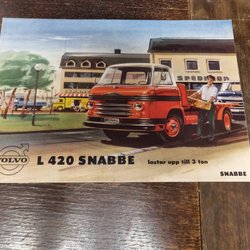 VOLVO
L 420 SNABBE
lastar upp till 3 ton
SNABBE